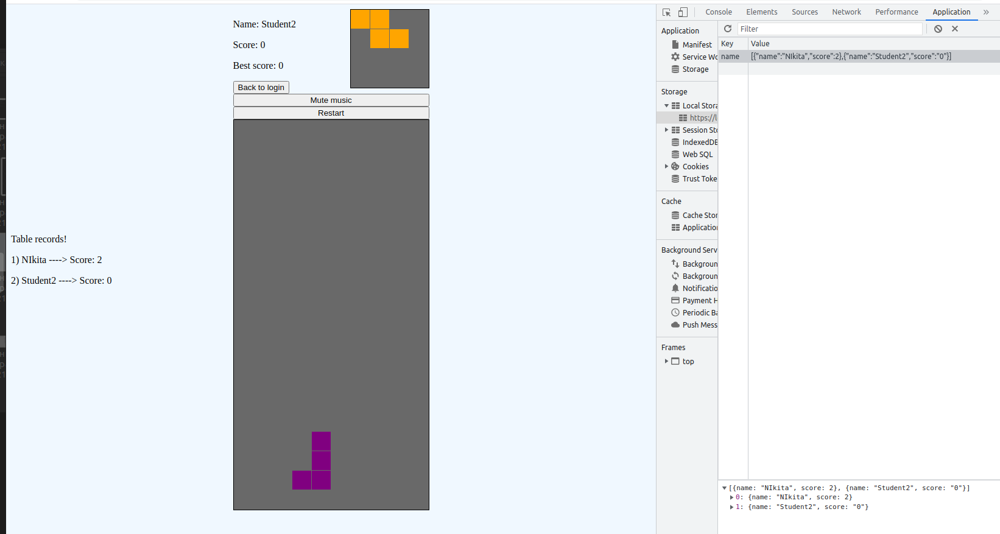 Name: Student2
Score: 0
Best score: 0
Back to login
Mute music
Restart
Table records!
1) NIkita ----> Score: 2
2) Student2 ----> Score: 0
Console Elements Sources Network Performance Application »
Application
Manifest
Service Wo
Storage
Storage
Local Stora
https://l
Session Sto
IndexedDB
Web SQL
Cookies
Trust Toke
Cache
Cache Stor
Application
Background Serv
Backgroun
Backgroun
Notificatio
Payment H
Periodic Ba
Push Mess
Frames
top
Filter
Key Value
name [{"name":"NIkita","score":2},{"name":"Student2","score":"0"}]
[{name: "NIkita", score: 2}, {name: "Student2", score: "0"}]
0: {name: "NIkita", score: 2}
1: {name: "Student2", score: "0"}